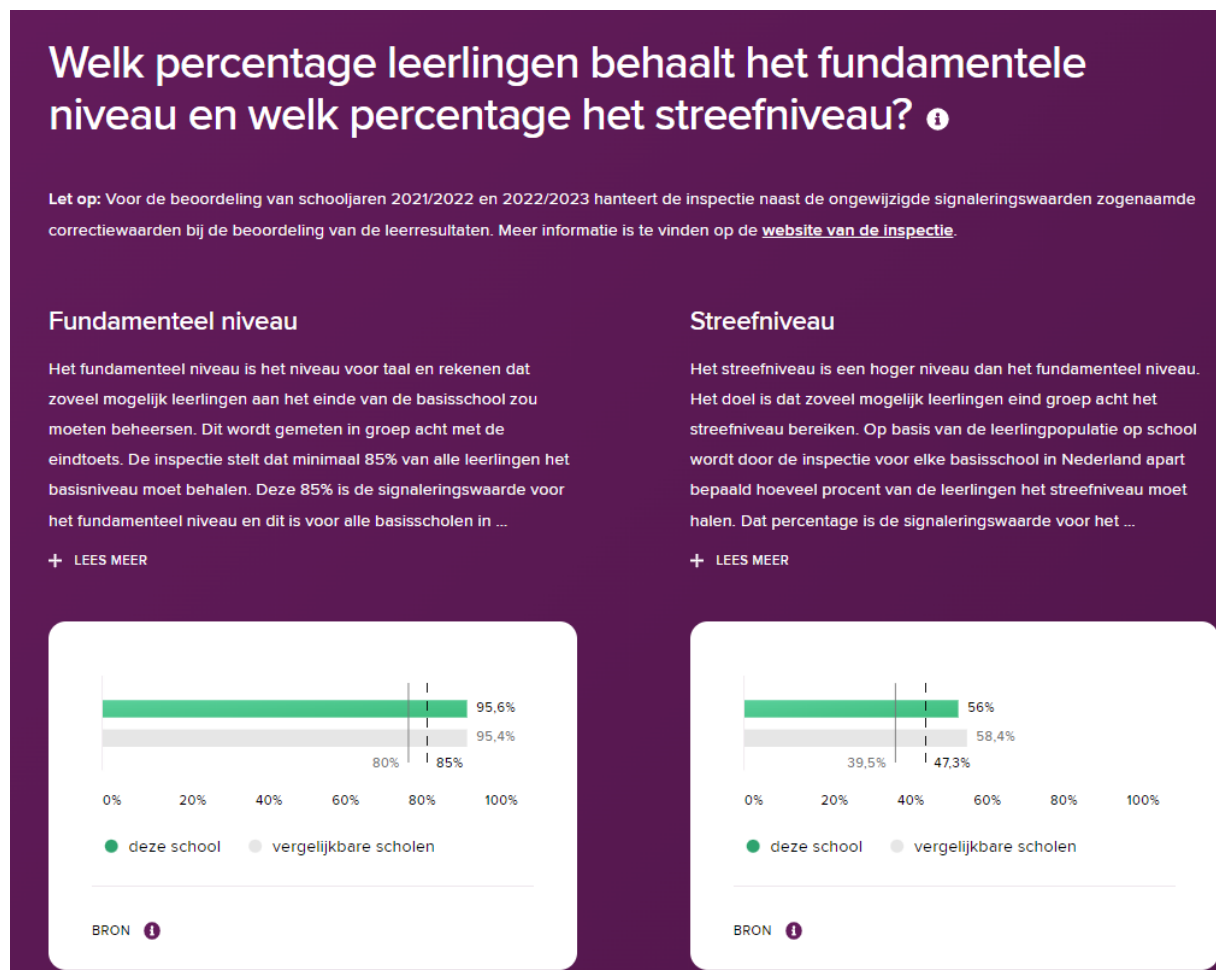 Welk percentage leerlingen behaalt het fundamentele
niveau en welk percentage het streefniveau?
Let op: Voor de beoordeling van schooljaren 2021/2022 en 2022/2023 hanteert de inspectie naast de ongewijzigde signaleringswaarden zogenaamde
correctiewaarden bij de beoordeling van de leerresultaten. Meer informatie is te vinden op de website van de inspectie.
Fundamenteel niveau
Het fundamenteel niveau is het niveau voor taal en rekenen dat
zoveel mogelijk leerlingen aan het einde van de basisschool zou
moeten beheersen. Dit wordt gemeten in groep acht met de
eindtoets. De inspectie stelt dat minimaal 85% van alle leerlingen het
basisniveau moet behalen. Deze 85% is de signaleringswaarde voor
het fundamenteel niveau en dit is voor alle basisscholen in ...
+ LEES MEER
95,6%
95,4%
80% 85%
0% 20% 40% 60% 80% 100%
deze school vergelijkbare scholen
BRON
Streefniveau
Het streefniveau is een hoger niveau dan het fundamenteel niveau.
Het doel is dat zoveel mogelijk leerlingen eind groep acht het
streefniveau bereiken. Op basis van de leerlingpopulatie op school
wordt door de inspectie voor elke basisschool in Nederland apart
bepaald hoeveel procent van de leerlingen het streefniveau moet
halen. Dat percentage is de signaleringswaarde voor het ...
+ LEES MEER
56%
58,4%
39,5% 47,3%
0% 20% 40% 60% 80% 100%
deze school vergelijkbare scholen
BRON